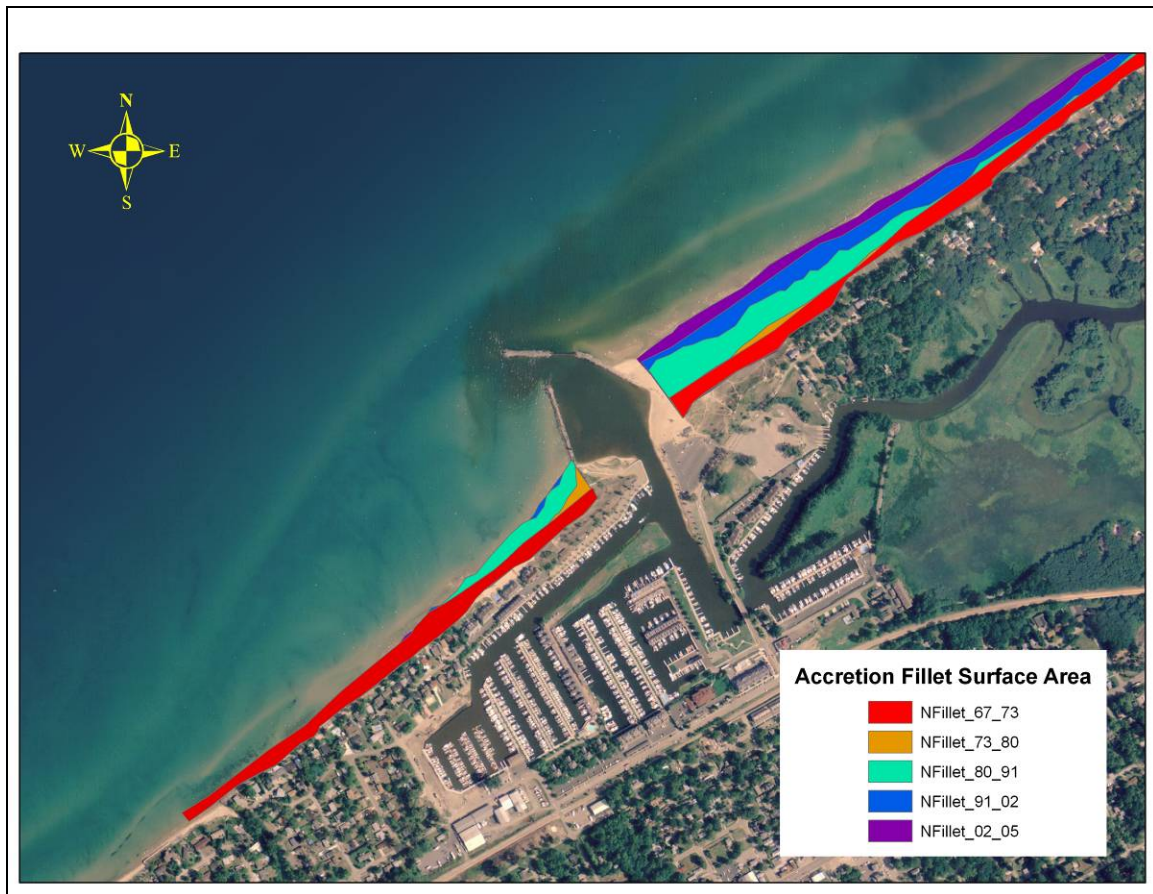 N
W E
S
Accretion Fillet Surface Area
NFillet_67_73
NFillet_73_80
NFillet_80_91
NFillet_91_02
NFillet_02_05